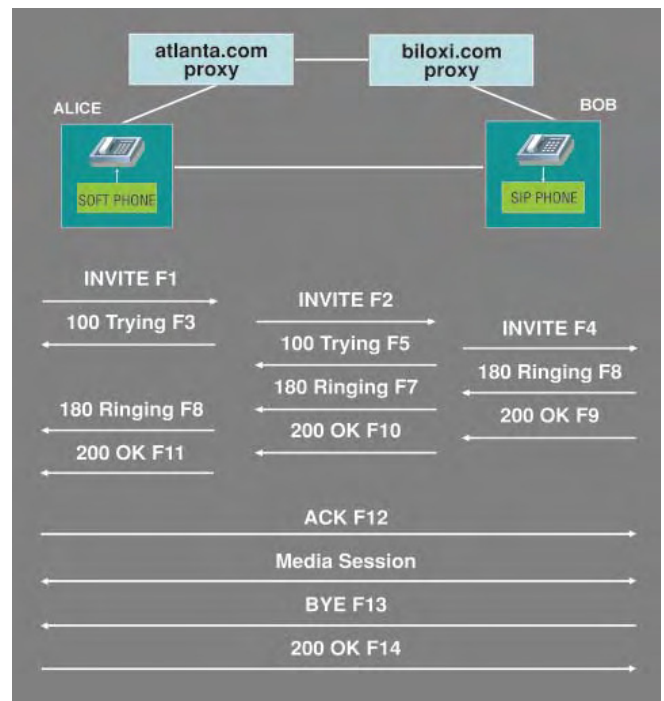 atlanta.com
proxy
biloxi.com
proxy
ALICE
BOB
SOFT PHONE
SIP PHONE
INVITE F1
INVITE F2
100 Trying F3
INVITE F4
100 Trying F5
180 Ringing F8
180 Ringing F7
180 Ringing F8
200 OK F9
200 OK F10
200 OK F11
ACK F12
Media Session
BYE F13
200 OK F14